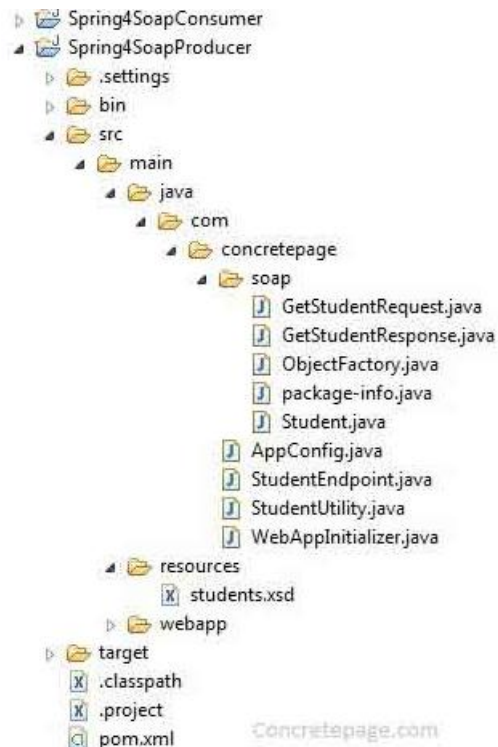 Spring4SoapConsumer
Spring4SoapProducer
.settings
bin
src
main
java
com
concretepage
soap
GetStudentRequest.java
GetStudentResponse.java
ObjectFactory.java
package-info.java
Student.java
AppConfig.java
StudentEndpoint.java
StudentUtility.java
WebAppInitializer.java
resources
students.xsd
webapp
target
.classpath
.project
pom.xml
Concretepage.com